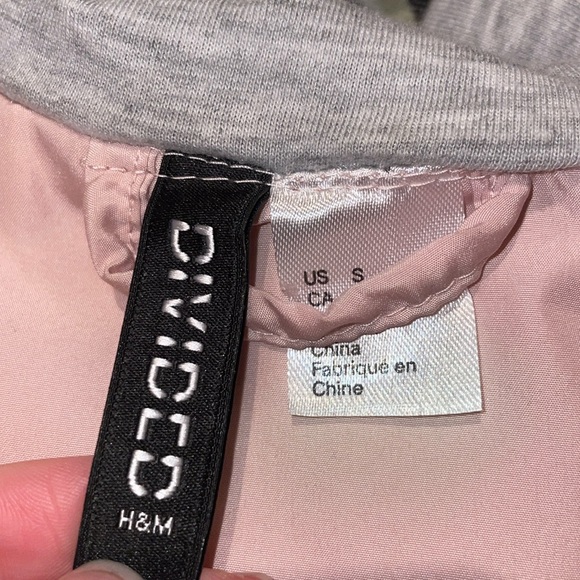 DIVIDED
H&M
US S
CA
China
Fabriqué en
Chine